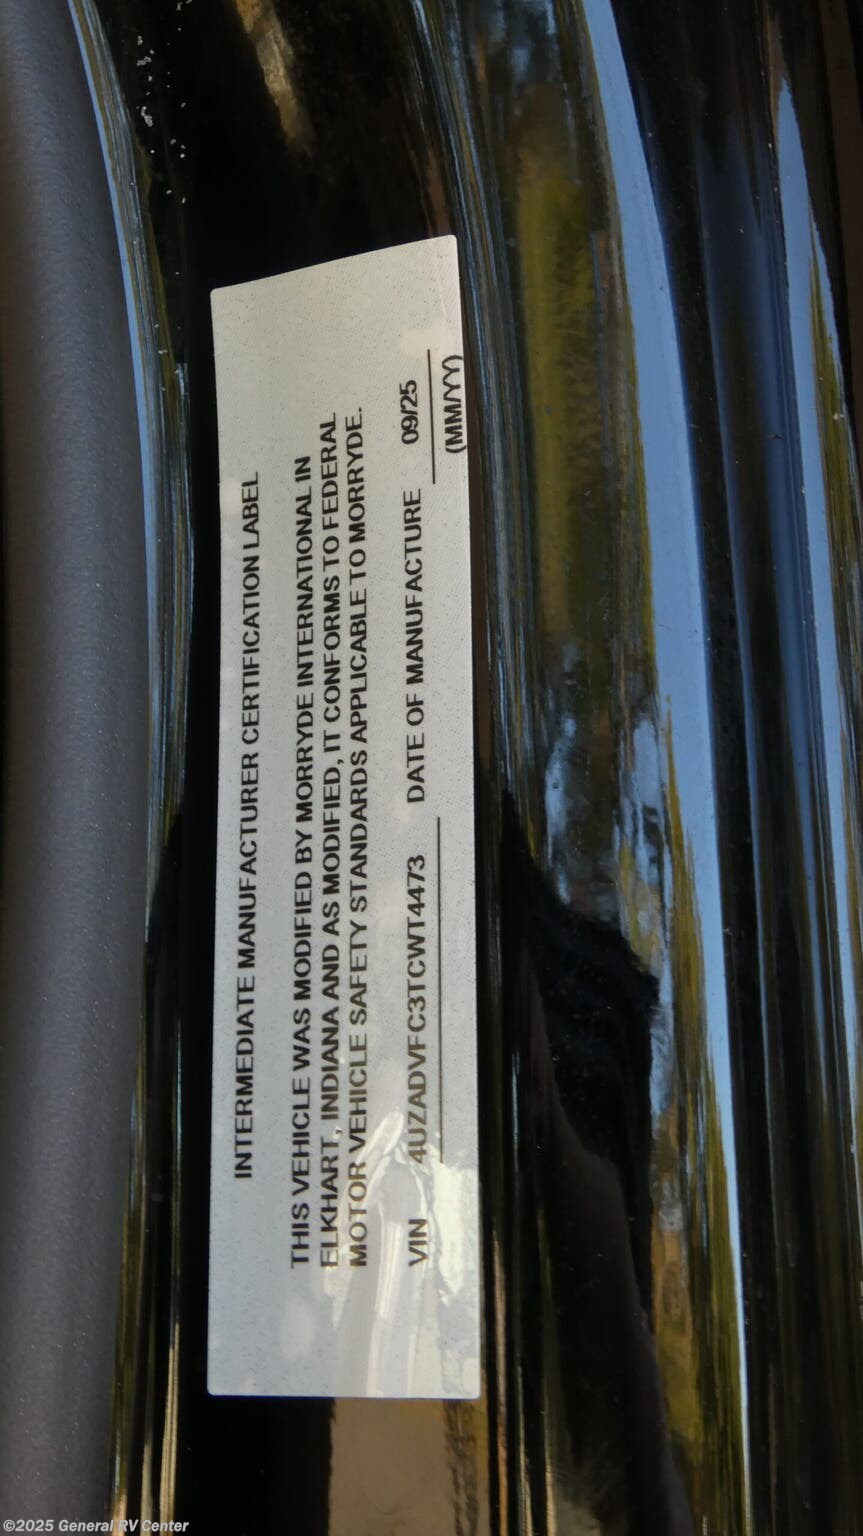 INTERMEDIATE MANUFACTURER CERTIFICATION LABEL
THIS VEHICLE WAS MODIFIED BY MORRYDE INTERNATIONAL IN
ELKHART, INDIANA AND AS MODIFIED, IT CONFORMS TO FEDERAL
MOTOR VEHICLE SAFETY STANDARDS APPLICABLE TO MORRYDE.
VIN 4UZADVFC3TCWT4473 DATE OF MANUFACTURE 09/25
(MM/YY)
©2025 General RV Center